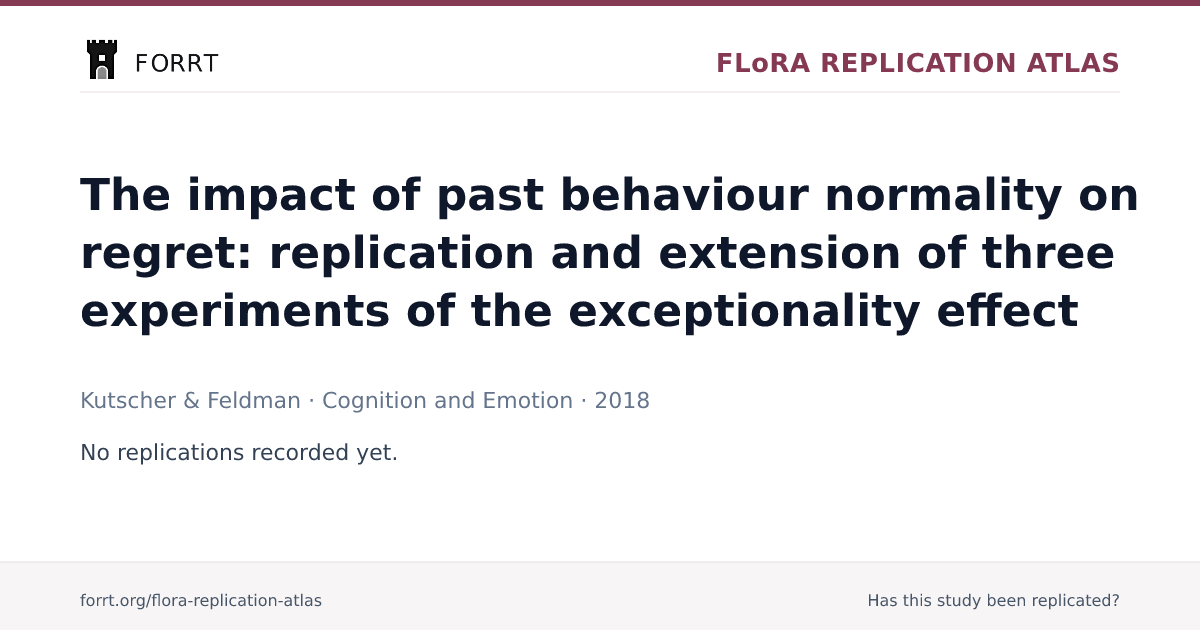 FORRT
FLoRA REPLICATION ATLAS
The impact of past behaviour normality on
regret: replication and extension of three
experiments of the exceptionality effect
Kutscher & Feldman · Cognition and Emotion · 2018
No replications recorded yet.
forrt.org/flora-replication-atlas
Has this study been replicated?